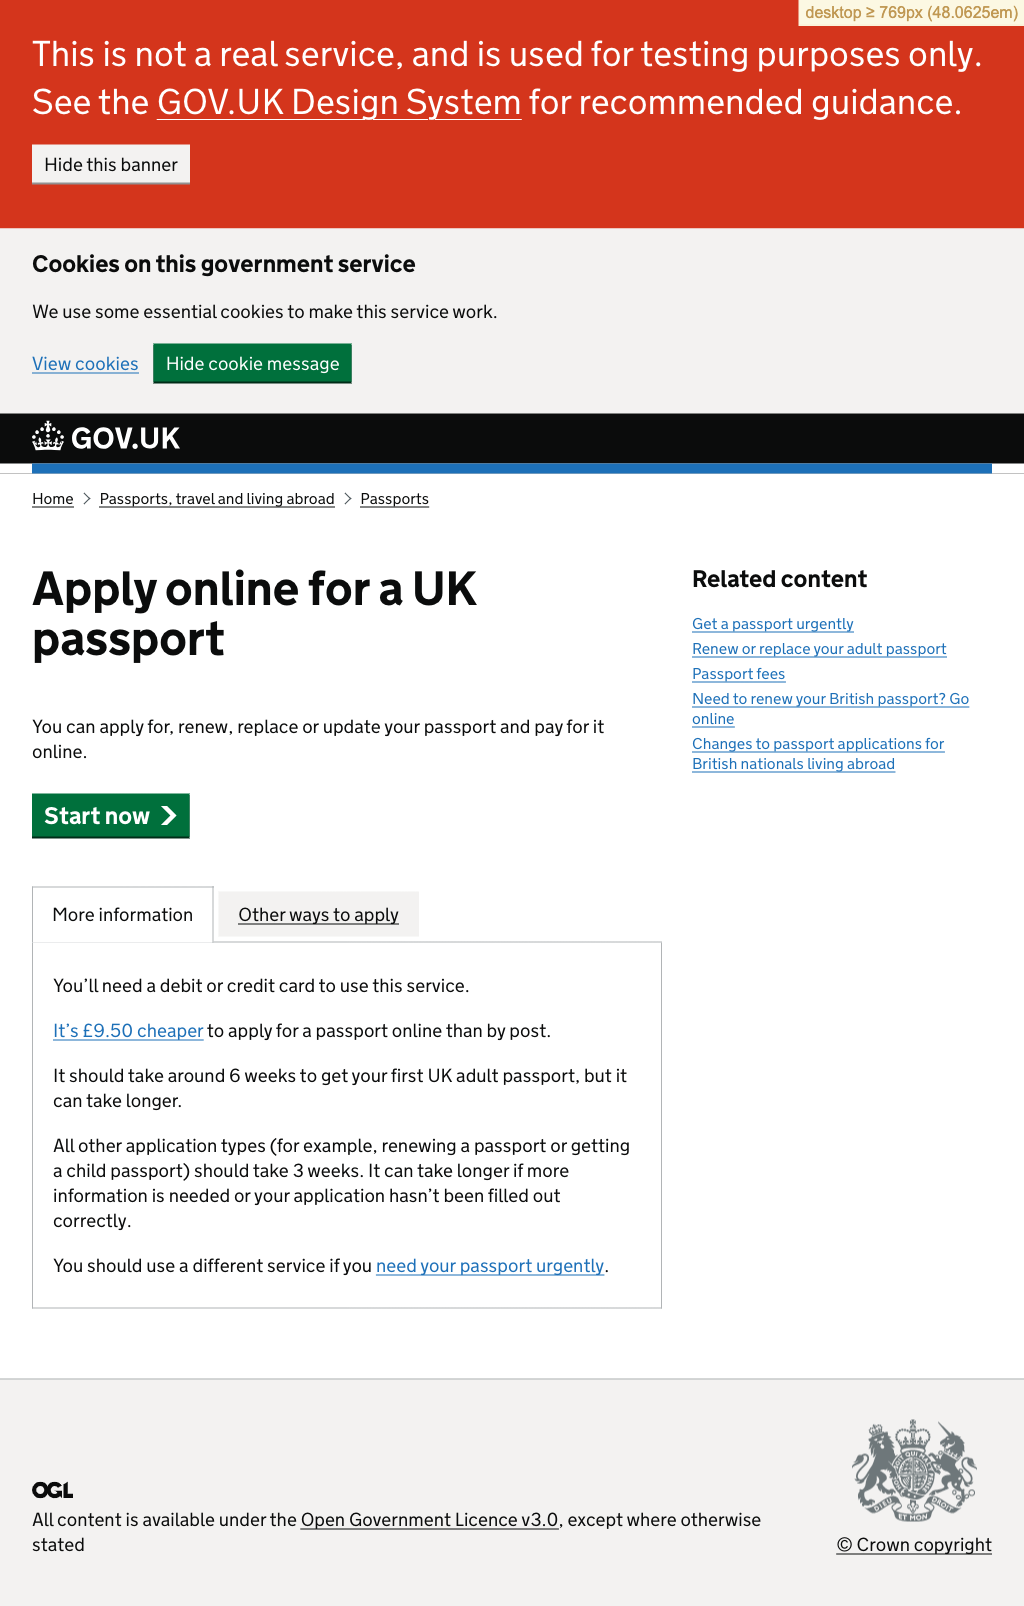 desktop ≥ 769px (48.0625em)
This is not a real service, and is used for testing purposes only.
See the GOV.UK Design System for recommended guidance.
Hide this banner
Cookies on this government service
We use some essential cookies to make this service work.
View cookies Hide cookie message
GOV.UK
Home Passports, travel and living abroad Passports
Apply online for a UK
passport
You can apply for, renew, replace or update your passport and pay for it
online.
Start now
More information Other ways to apply
You’ll need a debit or credit card to use this service.
It’s £9.50 cheaper to apply for a passport online than by post.
It should take around 6 weeks to get your first UK adult passport, but it
can take longer.
All other application types (for example, renewing a passport or getting
a child passport) should take 3 weeks. It can take longer if more
information is needed or your application hasn’t been filled out
correctly.
You should use a different service if you need your passport urgently.
Related content
Get a passport urgently
Renew or replace your adult passport
Passport fees
Need to renew your British passport? Go
online
Changes to passport applications for
British nationals living abroad
OGL
All content is available under the Open Government Licence v3.0, except where otherwise
stated
DIEU ET MON DROIT
© Crown copyright